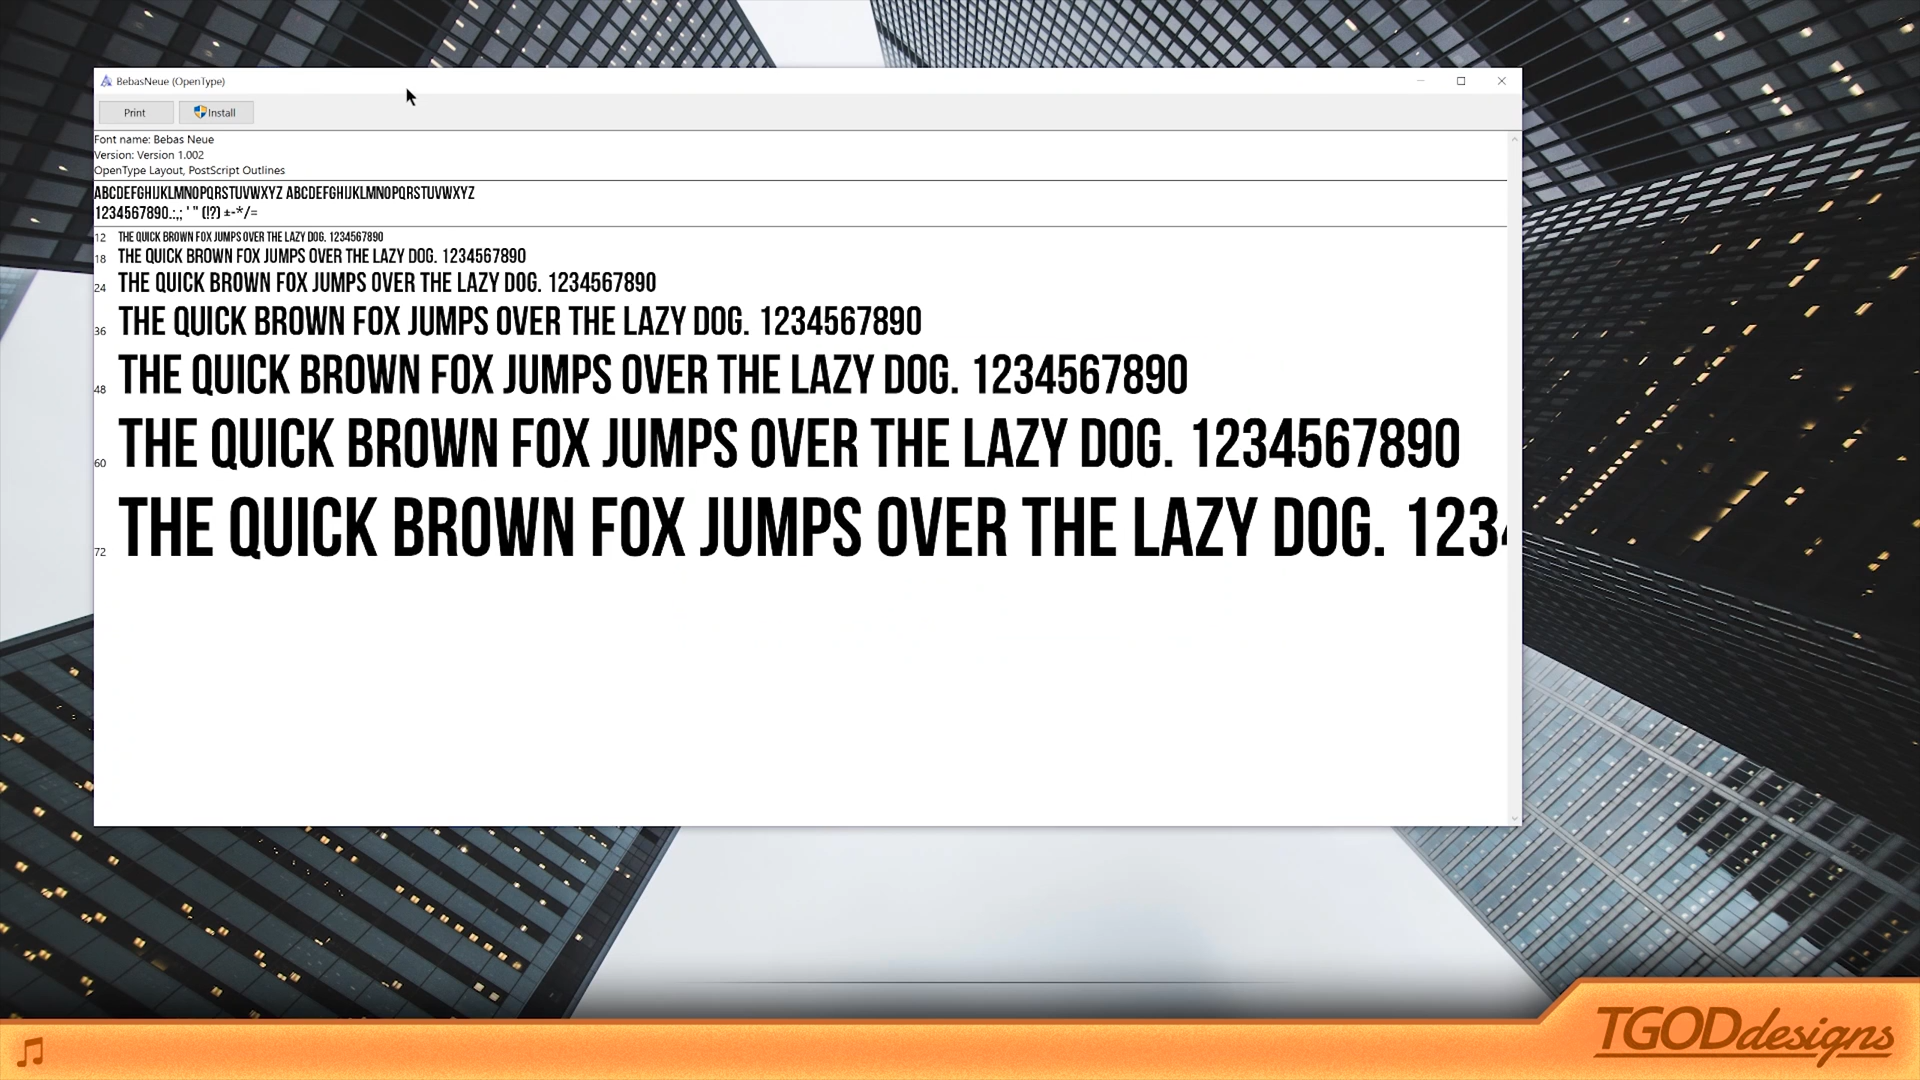 BebasNeue (OpenType)
Print Install
Font name: Bebas Neue
Version: Version 1.002
OpenType Layout, PostScript Outlines
ABCDEFGHIJKLMNOPQRSTUVWXYZ ABCDEFGHIJKLMNOPQRSTUVWXYZ
1234567890.:,; ' " (!?) +-*/=
12 THE QUICK BROWN FOX JUMPS OVER THE LAZY DOG. 1234567890
18 THE QUICK BROWN FOX JUMPS OVER THE LAZY DOG. 1234567890
24 THE QUICK BROWN FOX JUMPS OVER THE LAZY DOG. 1234567890
36 THE QUICK BROWN FOX JUMPS OVER THE LAZY DOG. 1234567890
48 THE QUICK BROWN FOX JUMPS OVER THE LAZY DOG. 1234567890
60 THE QUICK BROWN FOX JUMPS OVER THE LAZY DOG. 1234567890
72 THE QUICK BROWN FOX JUMPS OVER THE LAZY DOG. 1234
TGODdesigns